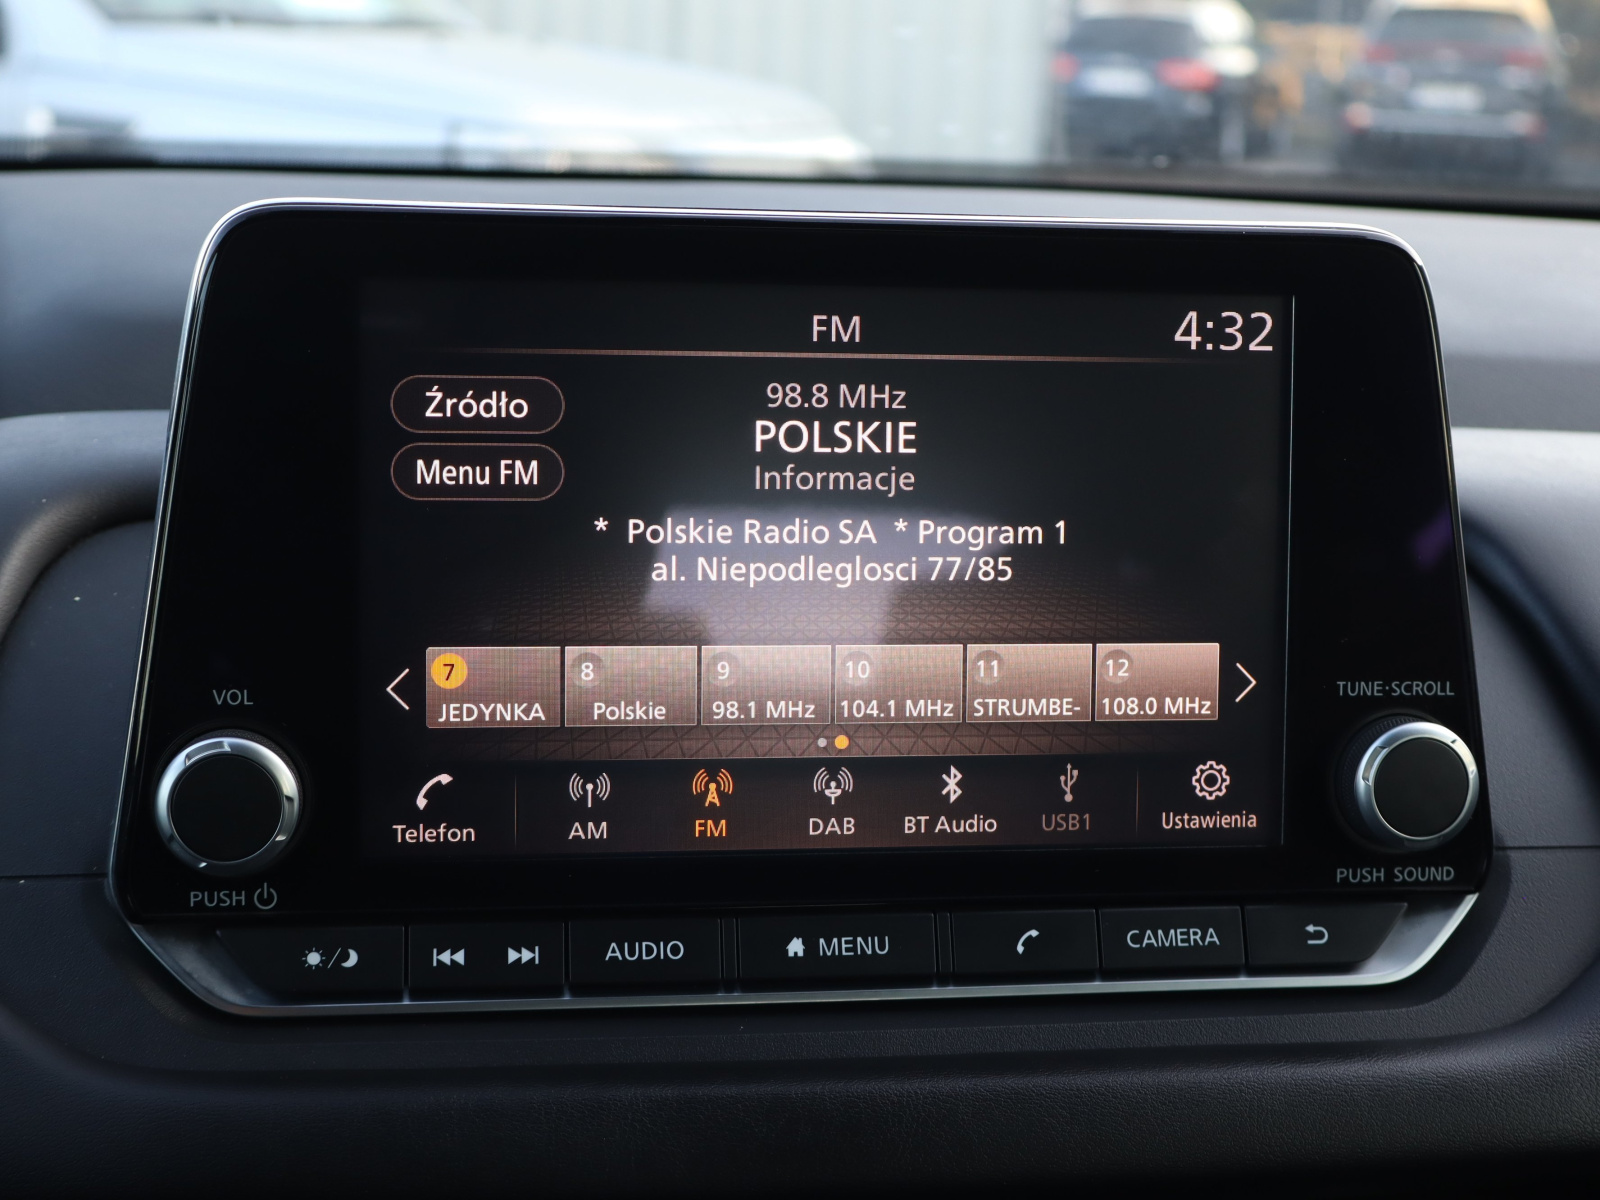 FM
4:32
Źródło
98.8 MHz
POLSKIE
Menu FM
Informacje
* Polskie Radio SA * Program 1
al. Niepodleglosci 77/85
7 8 9 10 11 12
JEDYNKA Polskie 98.1 MHz 104.1 MHz STRUMBE- 108.0 MHz
VOL
TUNE·SCROLL
Telefon AM FM DAB BT Audio USB1 Ustawienia
PUSH
PUSH SOUND
AUDIO MENU CAMERA